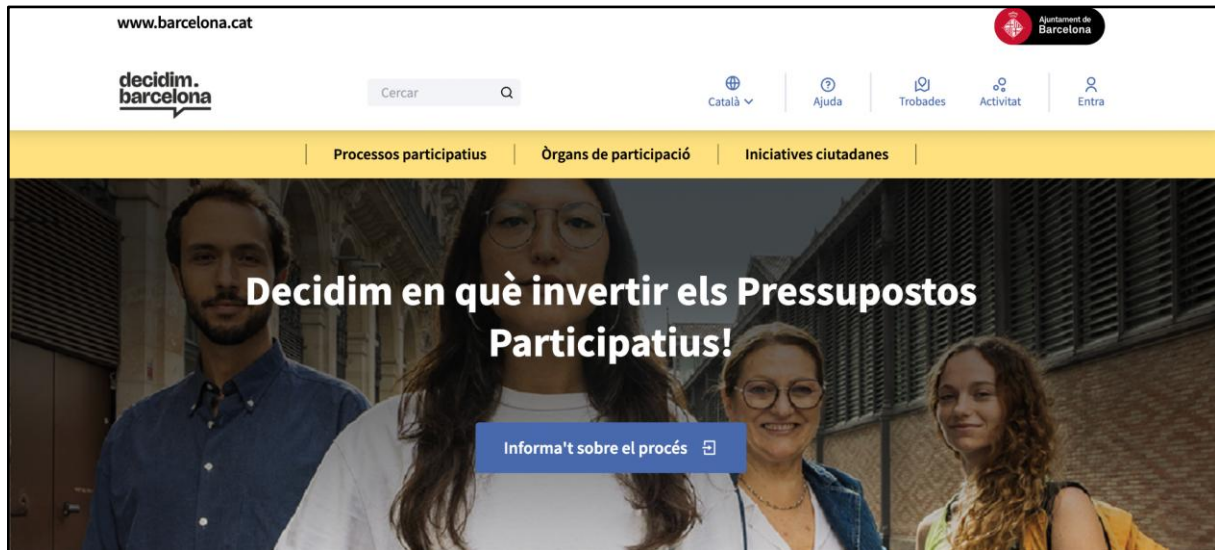 www.barcelona.cat
Ajuntament de
Barcelona
decidim.
barcelona
Cercar
Català
Ajuda
Trobades
Activitat
Entra
Processos participatius
Òrgans de participació
Iniciatives ciutadanes
Decidim en què invertir els Pressupostos
Participatius!
Informa't sobre el procés